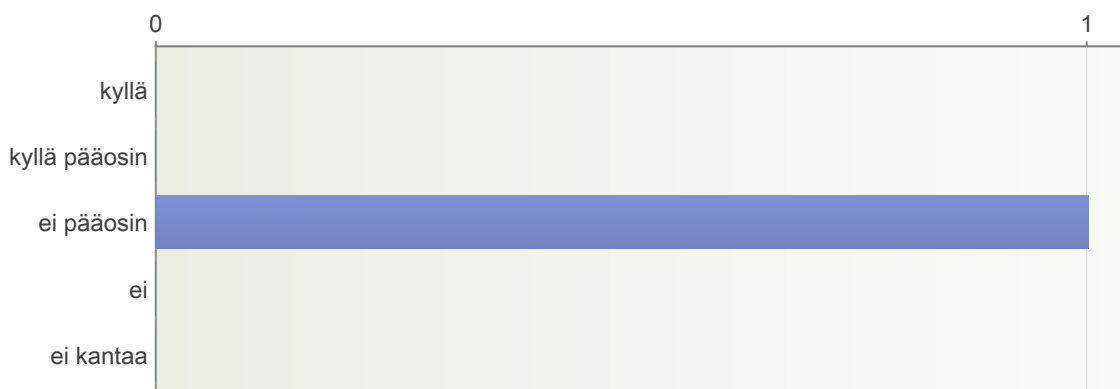 0 1
kyllä
kyllä pääosin
ei pääosin
ei
ei kantaa